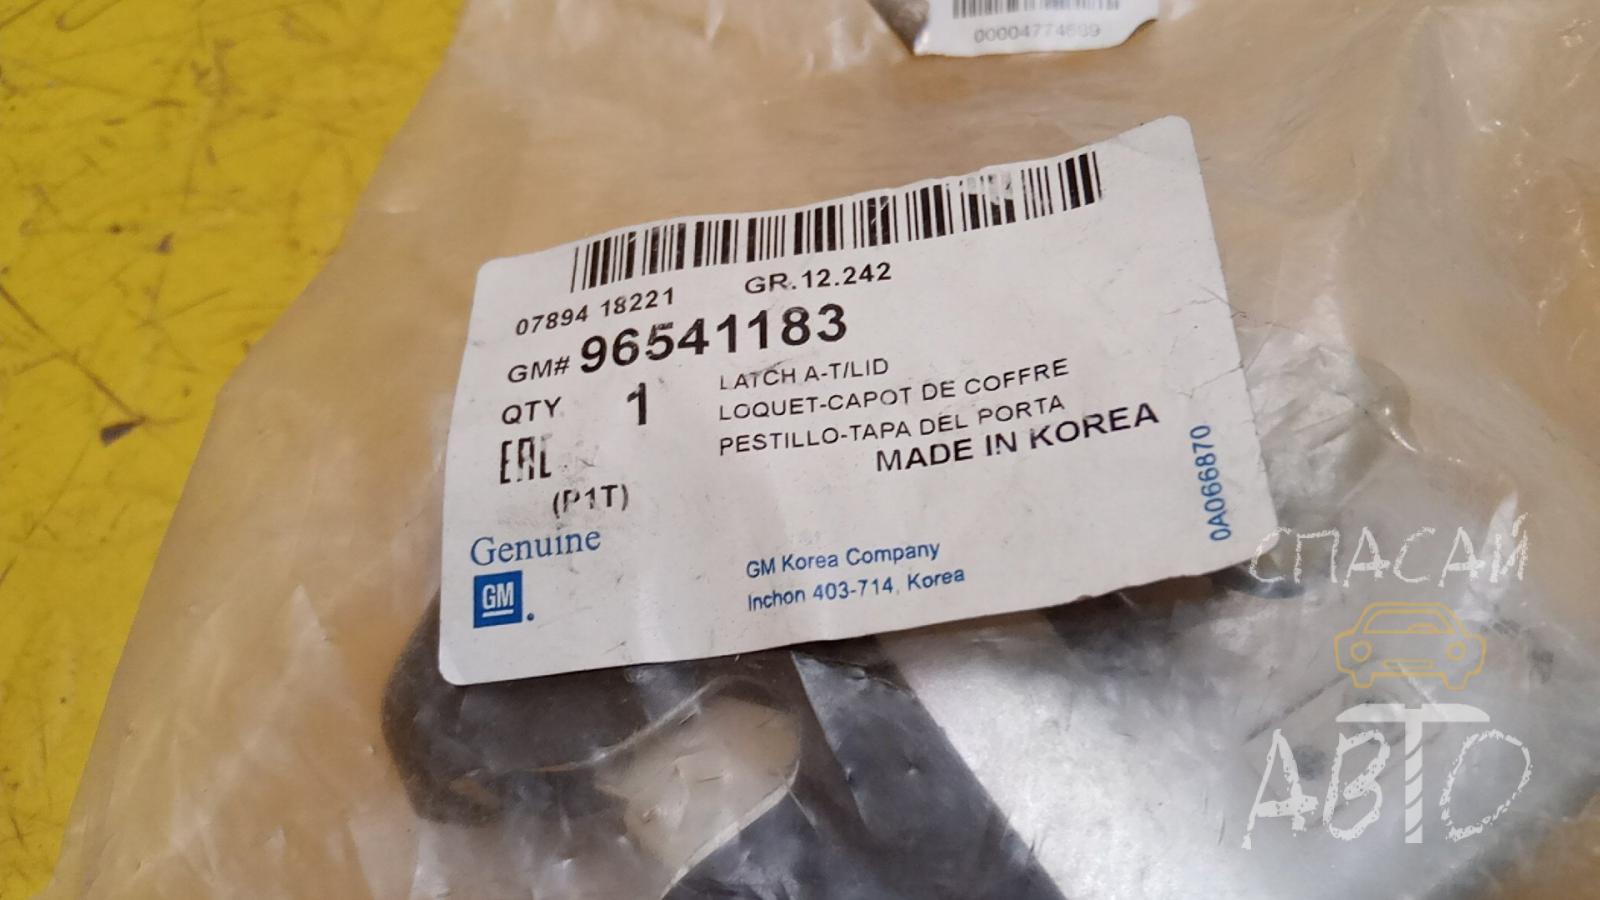 00004774689
07894 18221 GR.12.242
GM# 96541183
QTY 1 LATCH A-T/LID
LOQUET-CAPOT DE COFFRE
PESTILLO-TAPA DEL PORTA
EAC
MADE IN KOREA
(P1T)
Genuine
GM
GM Korea Company
Inchon 403-714, Korea
0A066870
СПАСАЙ
АВТО